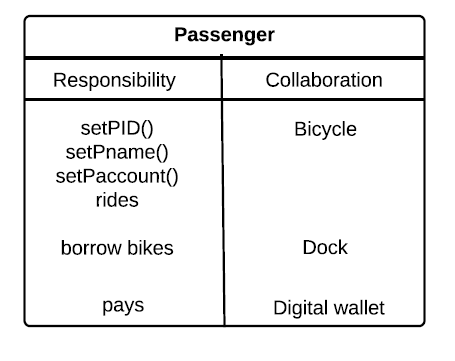 Passenger
Responsibility Collaboration
setPID() Bicycle
setPname()
setPaccount()
rides
borrow bikes Dock
pays Digital wallet